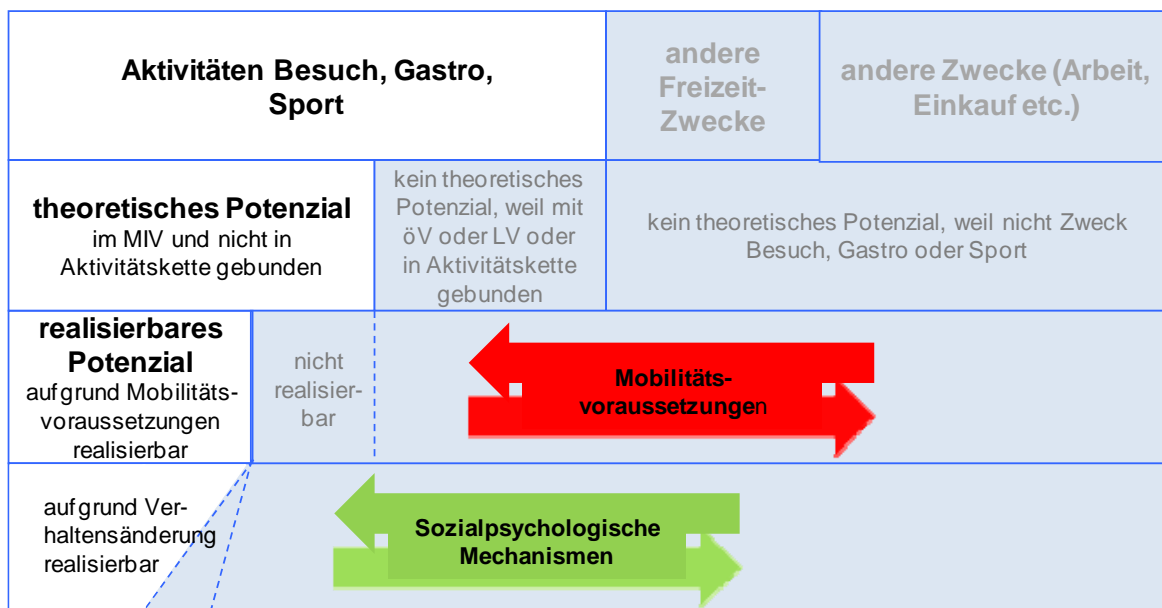 Aktivitäten Besuch, Gastro,
Sport
andere
Freizeit-
Zwecke
andere Zwecke (Arbeit,
Einkauf etc.)
theoretisches Potenzial
im MIV und nicht in
Aktivitätskette gebunden
kein theoretisches
Potenzial, weil mit
öV oder LV oder
in Aktivitätskette
gebunden
kein theoretisches Potenzial, weil nicht Zweck
Besuch, Gastro oder Sport
realisierbares
Potenzial
aufgrund Mobilitäts-
voraussetzungen
realisierbar
nicht
realisier-
bar
Mobilitäts-
voraussetzungen
aufgrund Ver-
haltensänderung
realisierbar
Sozialpsychologische
Mechanismen